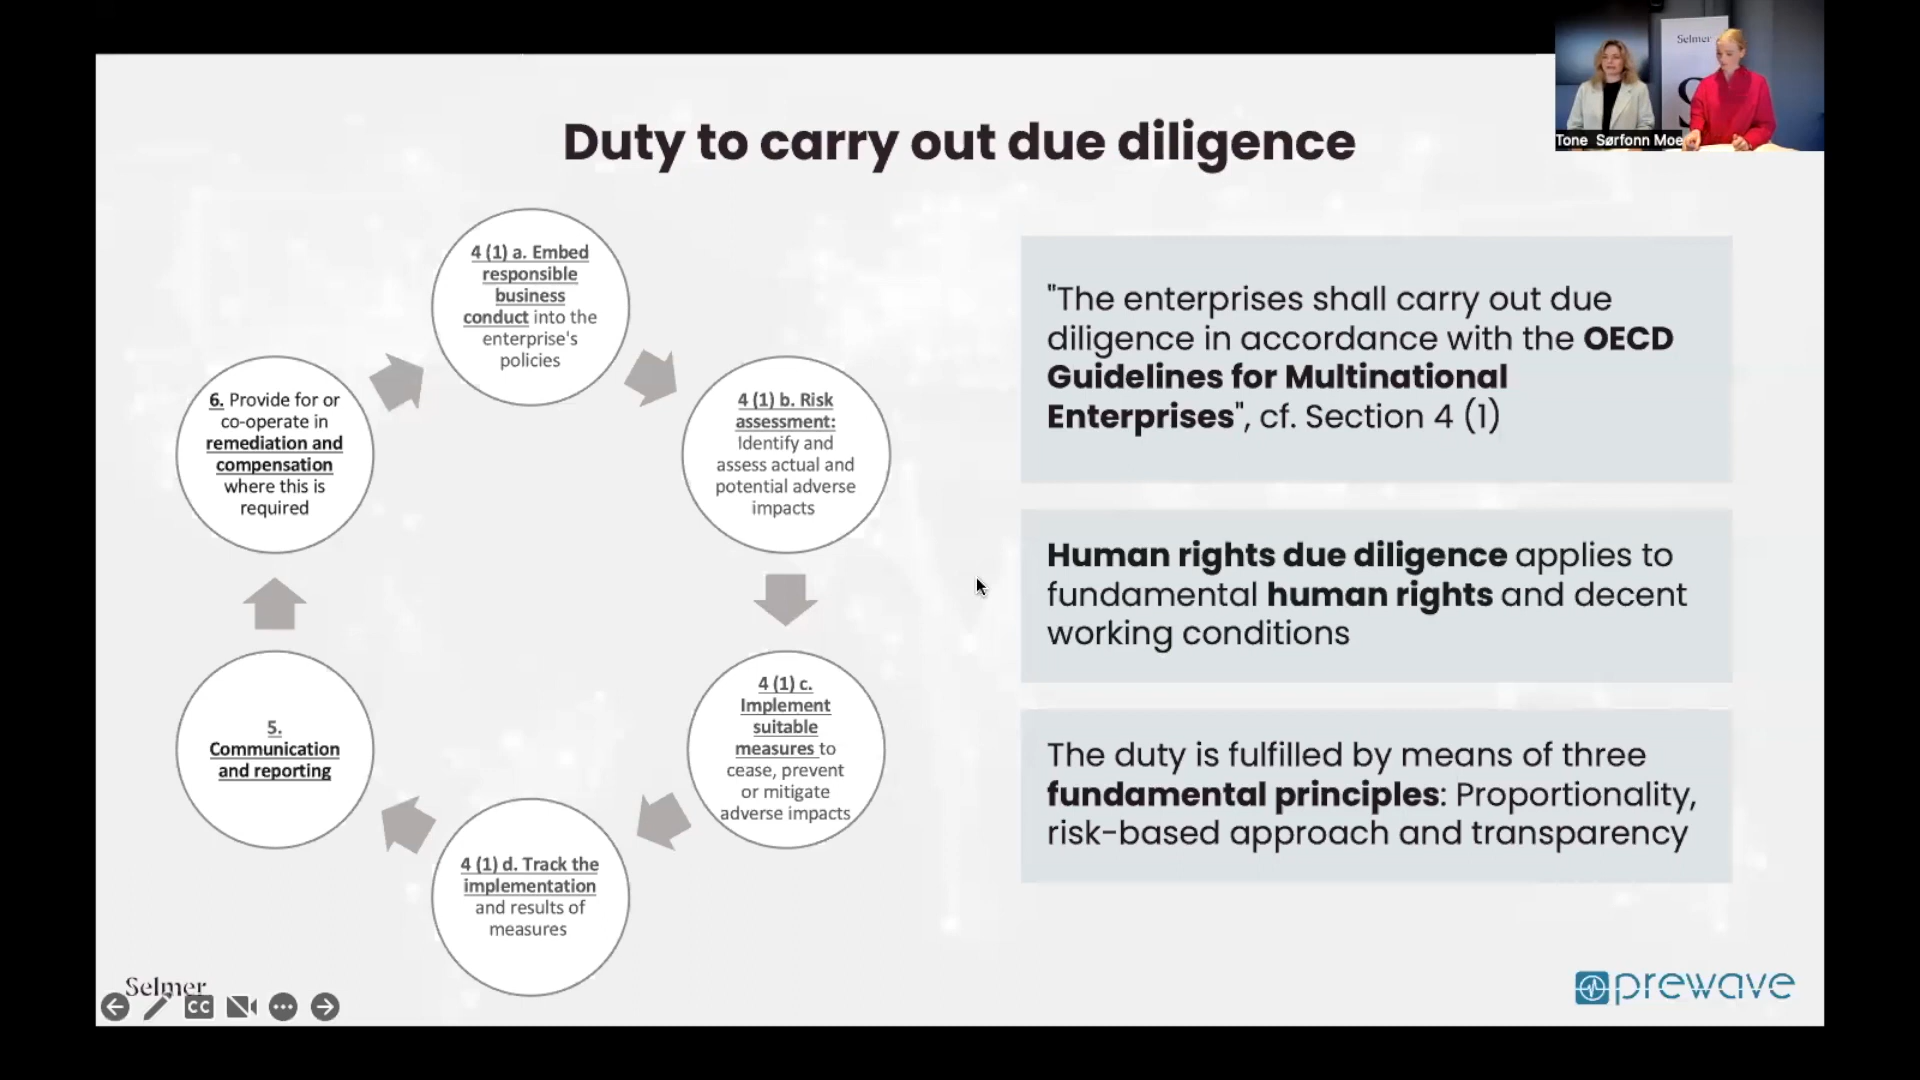 Selmer
Tone Sørfonn Moe
Duty to carry out due diligence
4 (1) a. Embed
responsible
business
conduct into the
enterprise's
policies
4 (1) b. Risk
assessment:
Identify and
assess actual and
potential adverse
impacts
4 (1) c.
Implement
suitable
measures to
cease, prevent
or mitigate
adverse impacts
4 (1) d. Track the
implementation
and results of
measures
5.
Communication
and reporting
6. Provide for or
co-operate in
remediation and
compensation
where this is
required
"The enterprises shall carry out due
diligence in accordance with the OECD
Guidelines for Multinational
Enterprises", cf. Section 4 (1)
Human rights due diligence applies to
fundamental human rights and decent
working conditions
The duty is fulfilled by means of three
fundamental principles: Proportionality,
risk-based approach and transparency
Selmer
CC
prewave